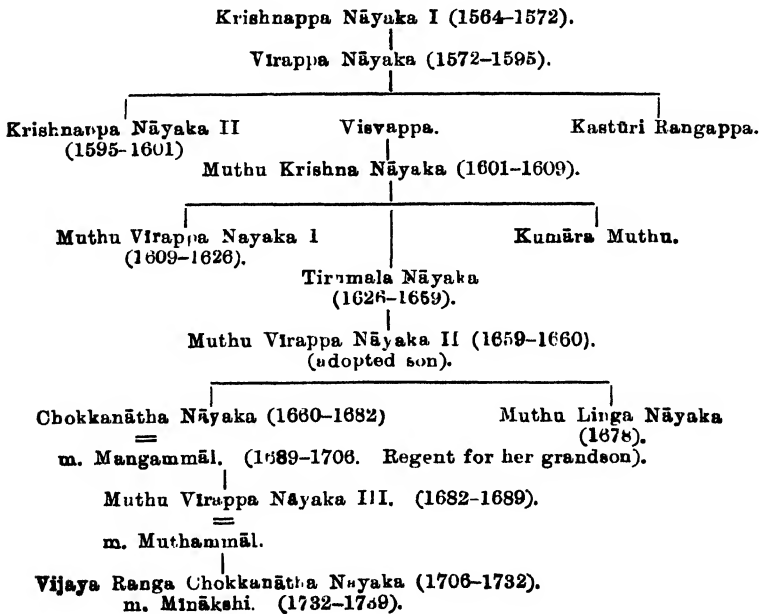 Krishnappa Nāyaka I (1564–1572).
Vīrappa Nāyaka (1572–1595).
Krishnappa Nāyaka II Visvappa. Kastūri Rangappa.
(1595–1601)
Muthu Krishna Nāyaka (1601–1609).
Muthu Vīrappa Nayaka I Kumāra Muthu.
(1609–1626).
Tirumala Nāyaka
(1626–1659).
Muthu Vīrappa Nāyaka II (1659–1660).
(adopted son).
Chokkanātha Nāyaka (1660–1682) Muthu Linga Nāyaka
(1678).
m. Mangammāl. (1689–1706. Regent for her grandson).
Muthu Vīrappa Nāyaka III. (1682–1689).
m. Muthammāl.
Vijaya Ranga Chokkanātha Nayaka (1706–1732).
m. Mīnākshi. (1732–1739).